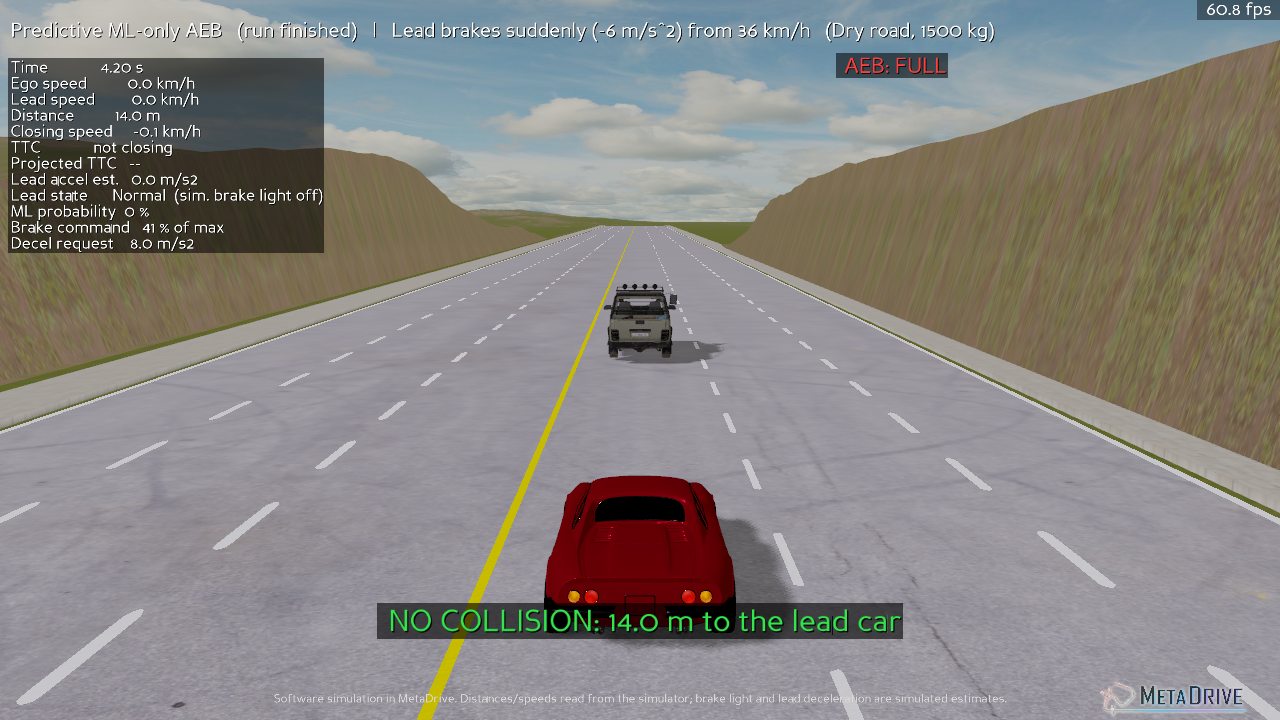 60.8 fps
Predictive ML-only AEB (run finished) | Lead brakes suddenly (-6 m/s^2) from 36 km/h (Dry road, 1500 kg)
AEB: FULL
Time 4.20 s
Ego speed 0.0 km/h
Lead speed 0.0 km/h
Distance 14.0 m
Closing speed -0.1 km/h
TTC not closing
Projected TTC --
Lead accel est. 0.0 m/s2
Lead state Normal (sim. brake light off)
ML probability 0 %
Brake command 41 % of max
Decel request 8.0 m/s2
NO COLLISION: 14.0 m to the lead car
Software simulation in MetaDrive. Distances/speeds read from the simulator; brake light and lead deceleration are simulated estimates.
METADRIVE